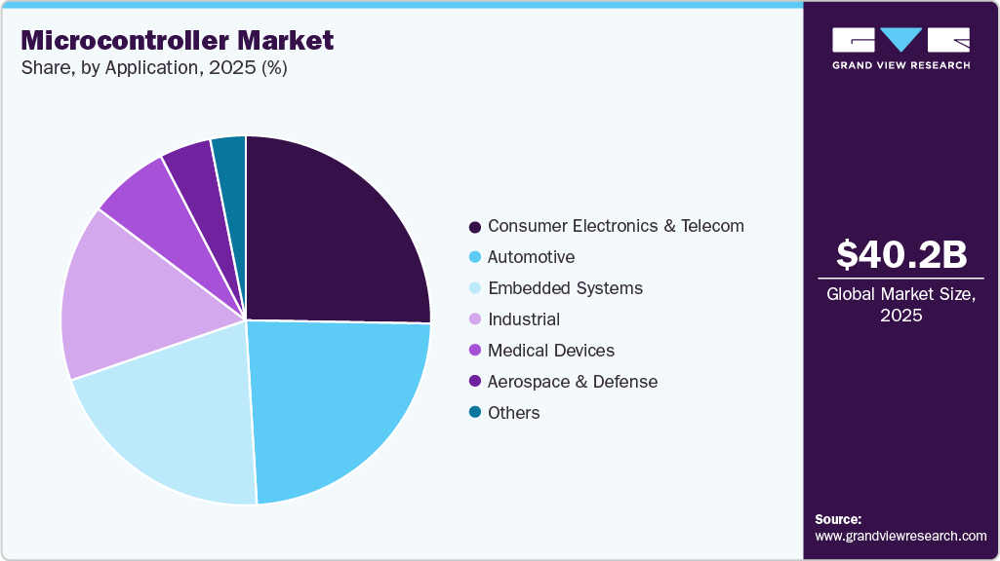 Microcontroller Market
Share, by Application, 2025 (%)
Consumer Electronics & Telecom
Automotive
Embedded Systems
Industrial
Medical Devices
Aerospace & Defense
Others
GRAND VIEW RESEARCH
$40.2B
Global Market Size,
2025
Source:
www.grandviewresearch.com